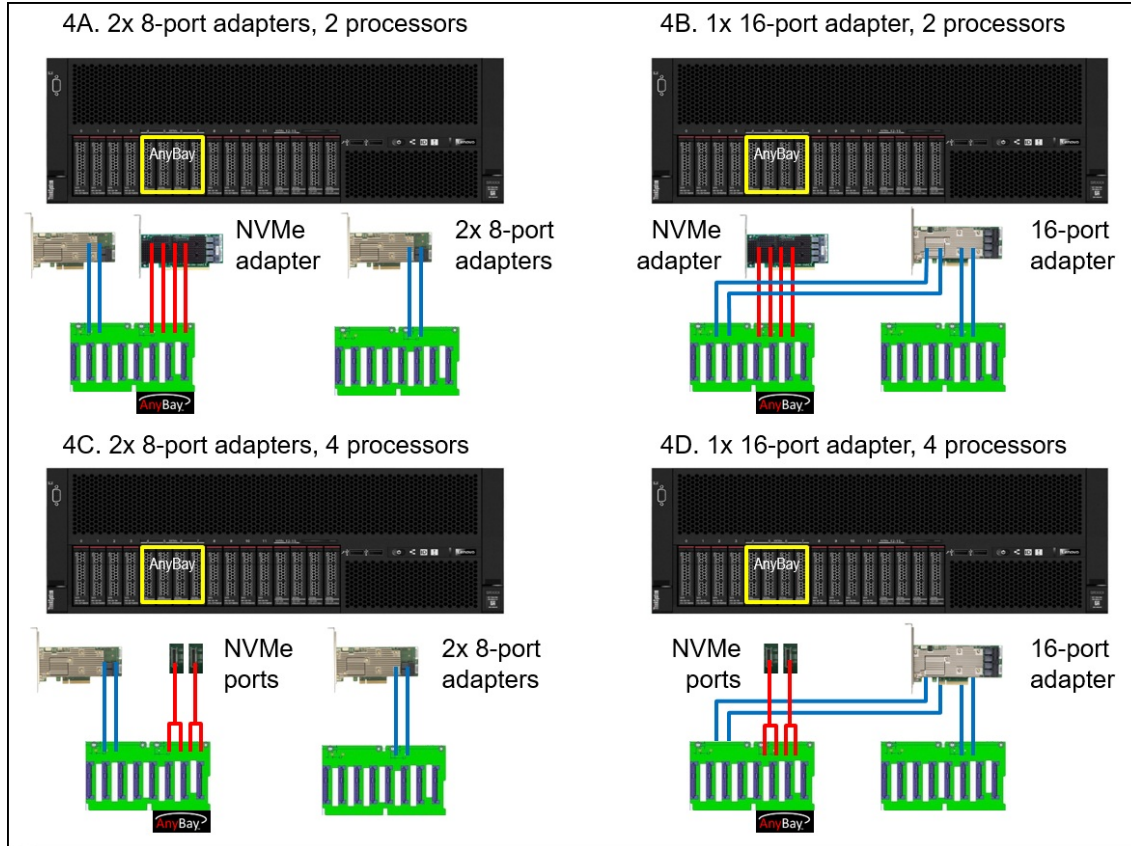 4A. 2x 8-port adapters, 2 processors
AnyBay
NVMe
adapter
2x 8-port
adapters
AnyBay
4B. 1x 16-port adapter, 2 processors
AnyBay
NVMe
adapter
16-port
adapter
AnyBay
4C. 2x 8-port adapters, 4 processors
AnyBay
NVMe
ports
2x 8-port
adapters
AnyBay
4D. 1x 16-port adapter, 4 processors
AnyBay
NVMe
ports
16-port
adapter
AnyBay